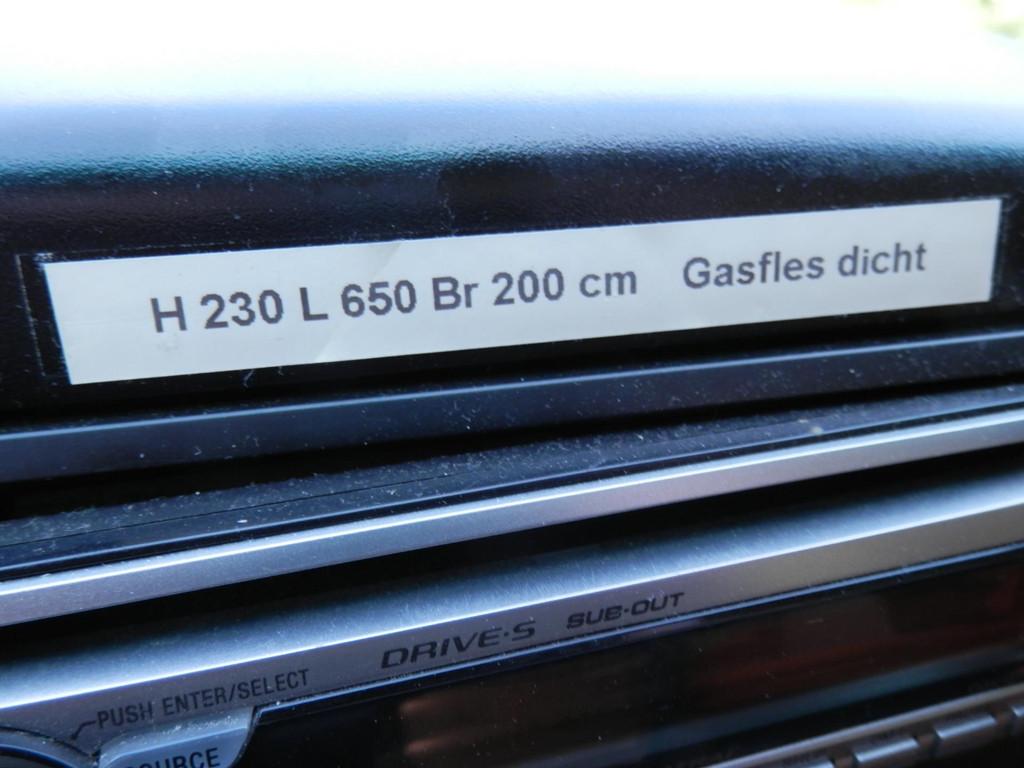 H 230 L 650 Br 200 cm Gasfles dicht
DRIVE·S SUB·OUT
PUSH ENTER/SELECT